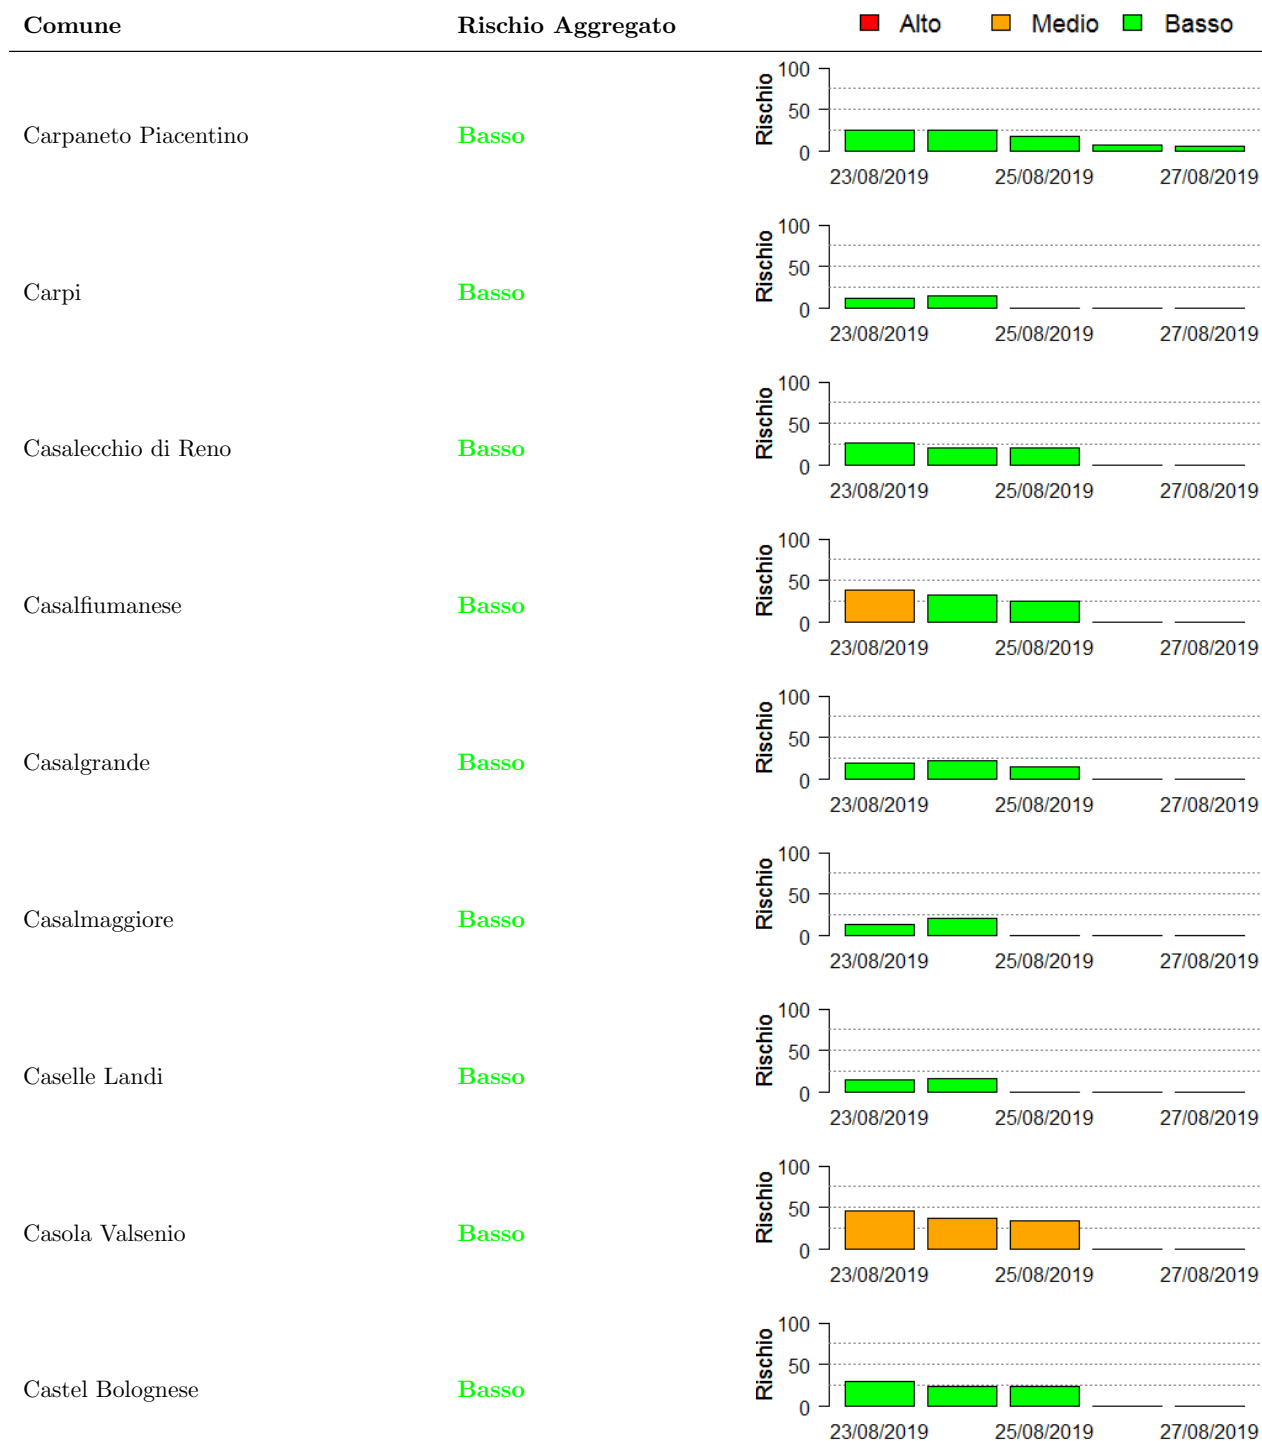 Comune Rischio Aggregato Alto Medio Basso
Carpaneto Piacentino Basso Rischio 100 50 0
23/08/2019 25/08/2019 27/08/2019
Carpi Basso Rischio 100 50 0
23/08/2019 25/08/2019 27/08/2019
Casalecchio di Reno Basso Rischio 100 50 0
23/08/2019 25/08/2019 27/08/2019
Casalfiumanese Basso Rischio 100 50 0
23/08/2019 25/08/2019 27/08/2019
Casalgrande Basso Rischio 100 50 0
23/08/2019 25/08/2019 27/08/2019
Casalmaggiore Basso Rischio 100 50 0
23/08/2019 25/08/2019 27/08/2019
Caselle Landi Basso Rischio 100 50 0
23/08/2019 25/08/2019 27/08/2019
Casola Valsenio Basso Rischio 100 50 0
23/08/2019 25/08/2019 27/08/2019
Castel Bolognese Basso Rischio 100 50 0
23/08/2019 25/08/2019 27/08/2019